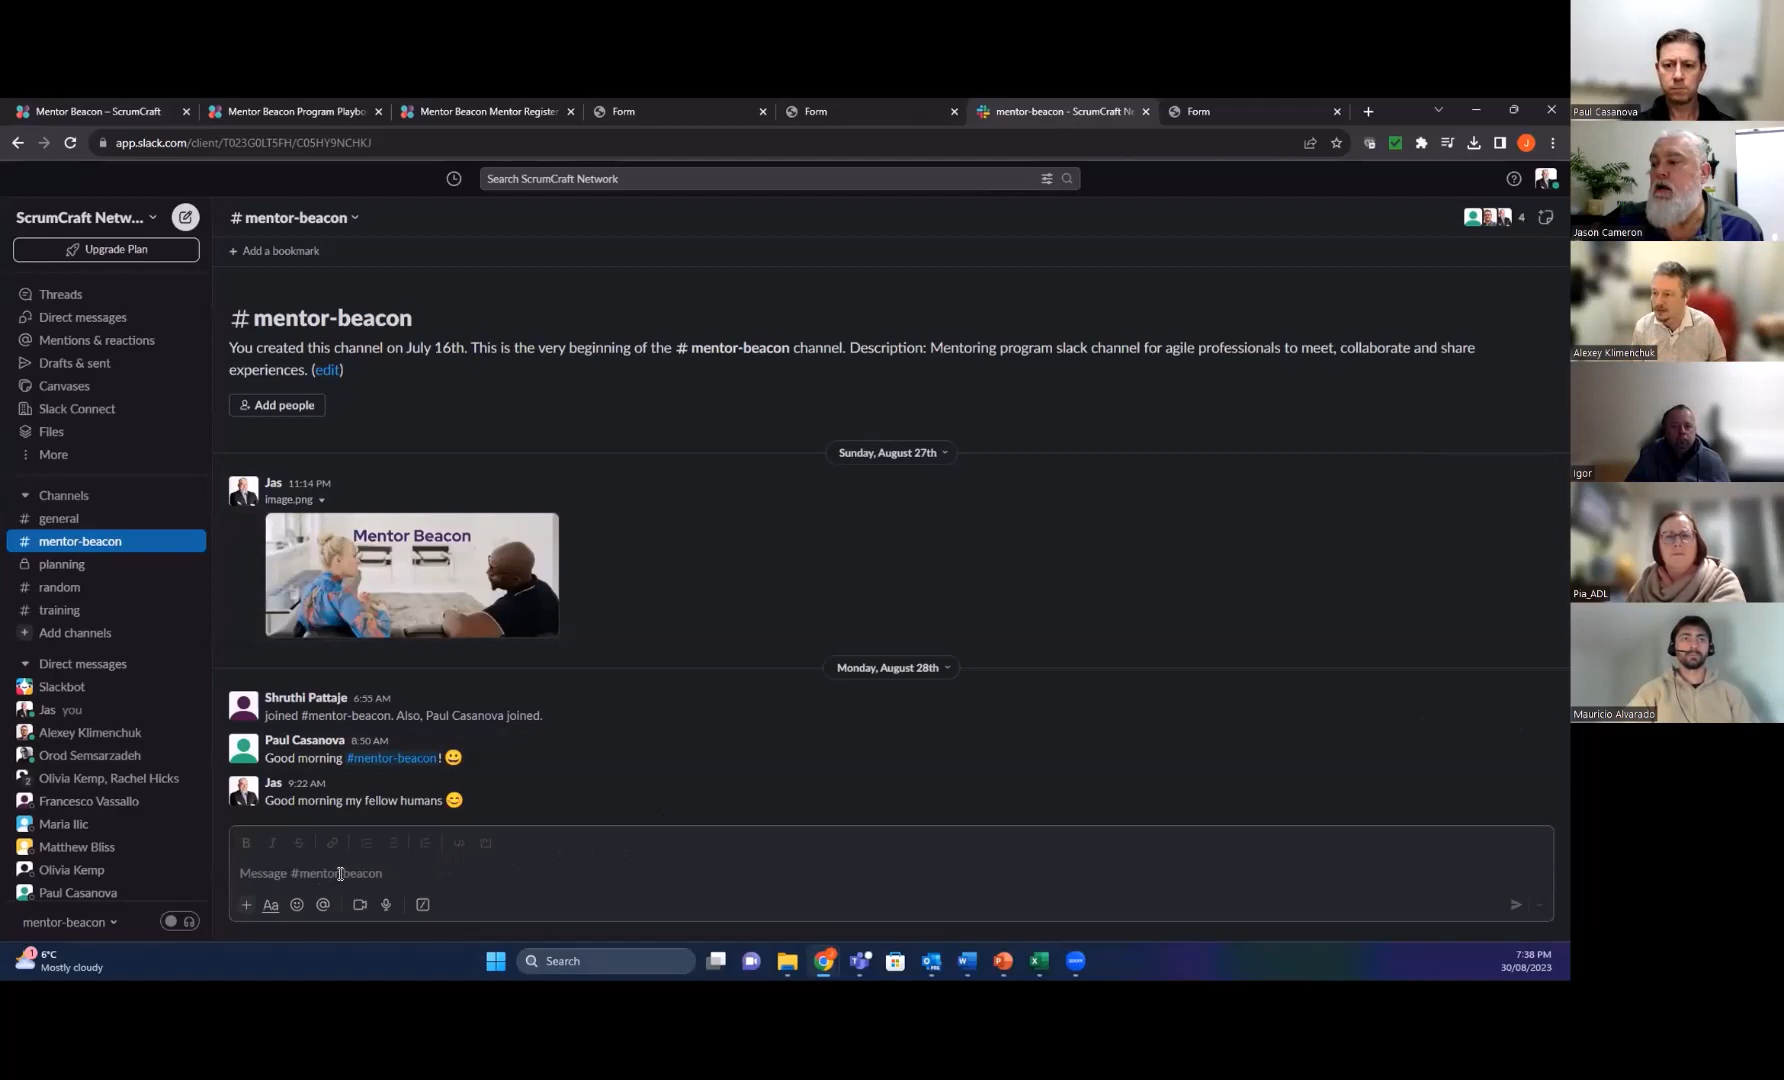 Mentor Beacon – ScrumCraft
Mentor Beacon Program Playbo
Mentor Beacon Mentor Register
Form
Form
mentor-beacon - ScrumCraft Ne
Form
app.slack.com/client/T023G0LT5FH/C05HY9NCHKJ
J
Search ScrumCraft Network
ScrumCraft Netw...
Upgrade Plan
Threads
Direct messages
Mentions & reactions
Drafts & sent
Canvases
Slack Connect
Files
More
Channels
# general
# mentor-beacon
planning
# random
# training
+ Add channels
Direct messages
Slackbot
Jas you
Alexey Klimenchuk
Orod Semsarzadeh
2 Olivia Kemp, Rachel Hicks
Francesco Vassallo
Maria Ilic
Matthew Bliss
Olivia Kemp
Paul Casanova
mentor-beacon
# mentor-beacon
4
+ Add a bookmark
# mentor-beacon
You created this channel on July 16th. This is the very beginning of the # mentor-beacon channel. Description: Mentoring program slack channel for agile professionals to meet, collaborate and share
experiences. (edit)
Add people
Sunday, August 27th
Jas 11:14 PM
image.png
Mentor Beacon
Monday, August 28th
Shruthi Pattaje 6:55 AM
joined #mentor-beacon. Also, Paul Casanova joined.
Paul Casanova 8:50 AM
Good morning #mentor-beacon! 😀
Jas 9:22 AM
Good morning my fellow humans 😊
B I S
Message #mentor-beacon
+ Aa @
1
6°C
Mostly cloudy
Search
7:38 PM
30/08/2023
Paul Casanova
Jason Cameron
Alexey Klimenchuk
Igor
Pia_ADL
Mauricio Alvarado